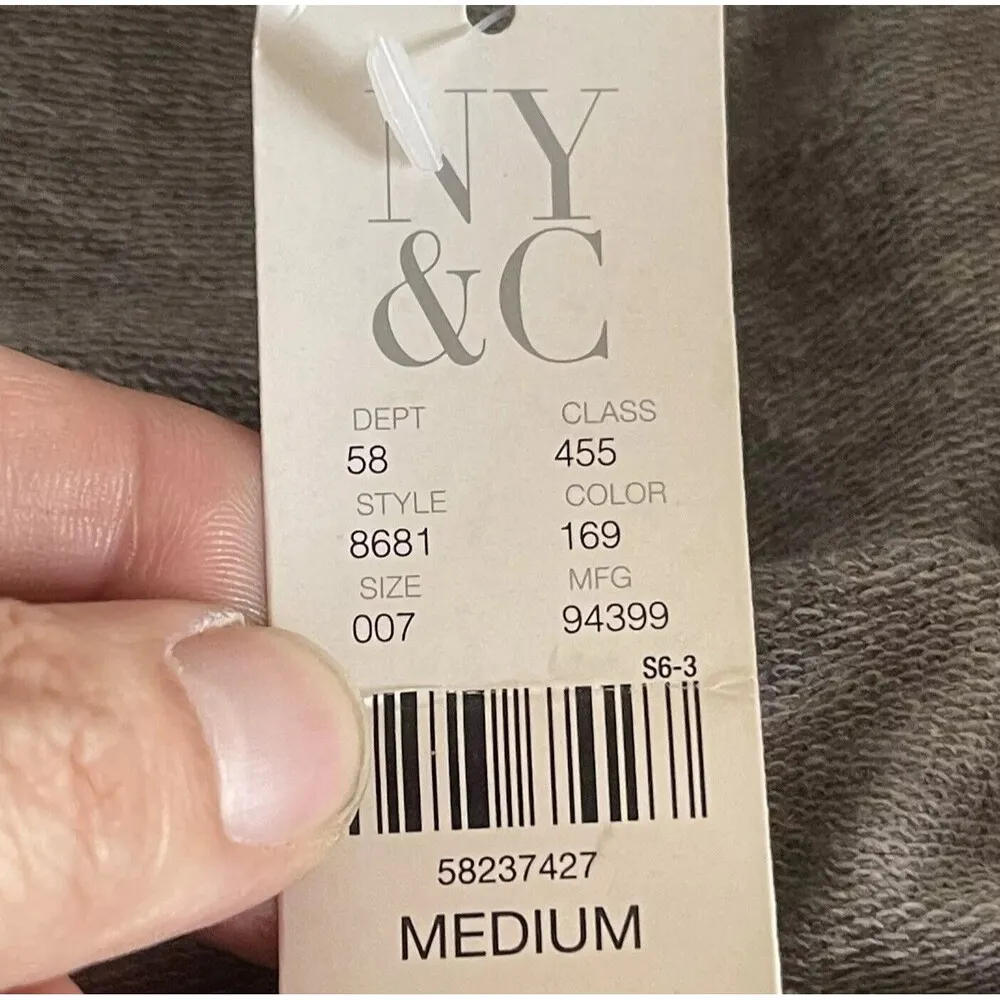 NY
&C
DEPT CLASS
58 455
STYLE COLOR
8681 169
SIZE MFG
007 94399
S6-3
58237427
MEDIUM